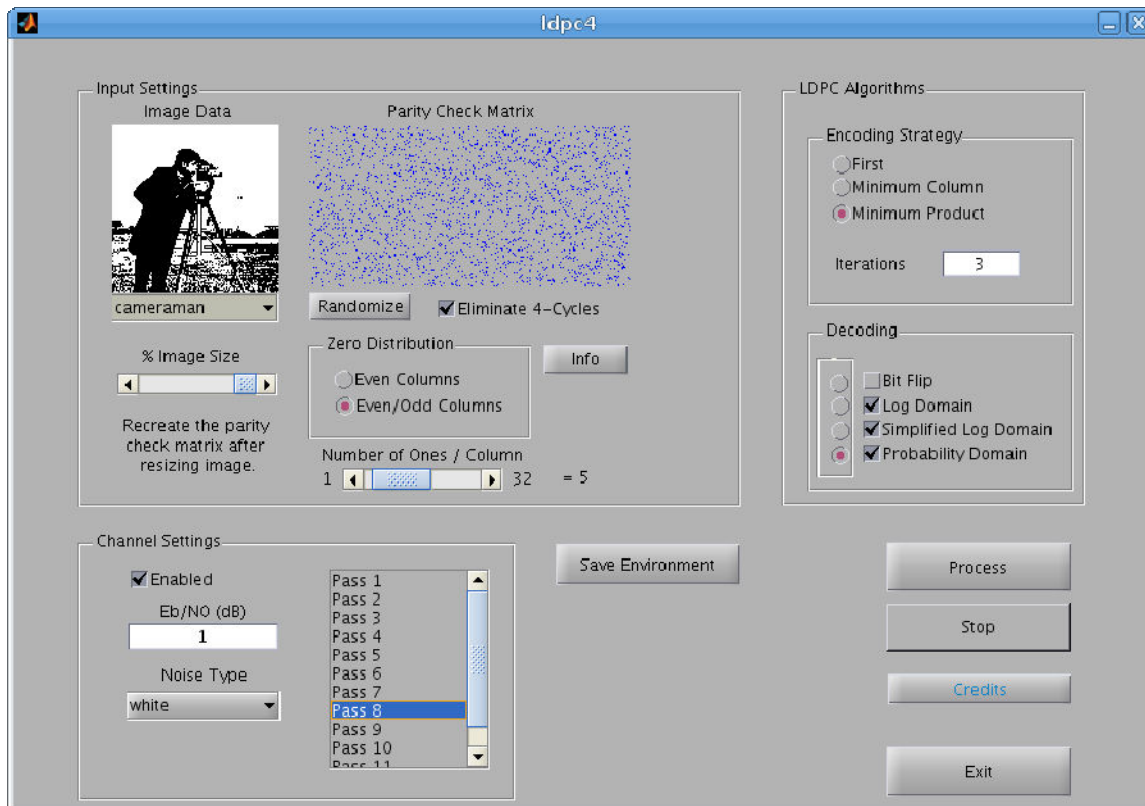 ldpc4
Input Settings
Image Data
Parity Check Matrix
cameraman
Randomize
Eliminate 4-Cycles
% Image Size
Recreate the parity
check matrix after
resizing image.
Zero Distribution
Even Columns
Even/Odd Columns
Info
Number of Ones / Column
1 32 = 5
LDPC Algorithms
Encoding Strategy
First
Minimum Column
Minimum Product
Iterations 3
Decoding
Bit Flip
Log Domain
Simplified Log Domain
Probability Domain
Channel Settings
Enabled
Eb/N0 (dB)
1
Noise Type
white
Pass 1
Pass 2
Pass 3
Pass 4
Pass 5
Pass 6
Pass 7
Pass 8
Pass 9
Pass 10
Pass 11
Save Environment
Process
Stop
Credits
Exit